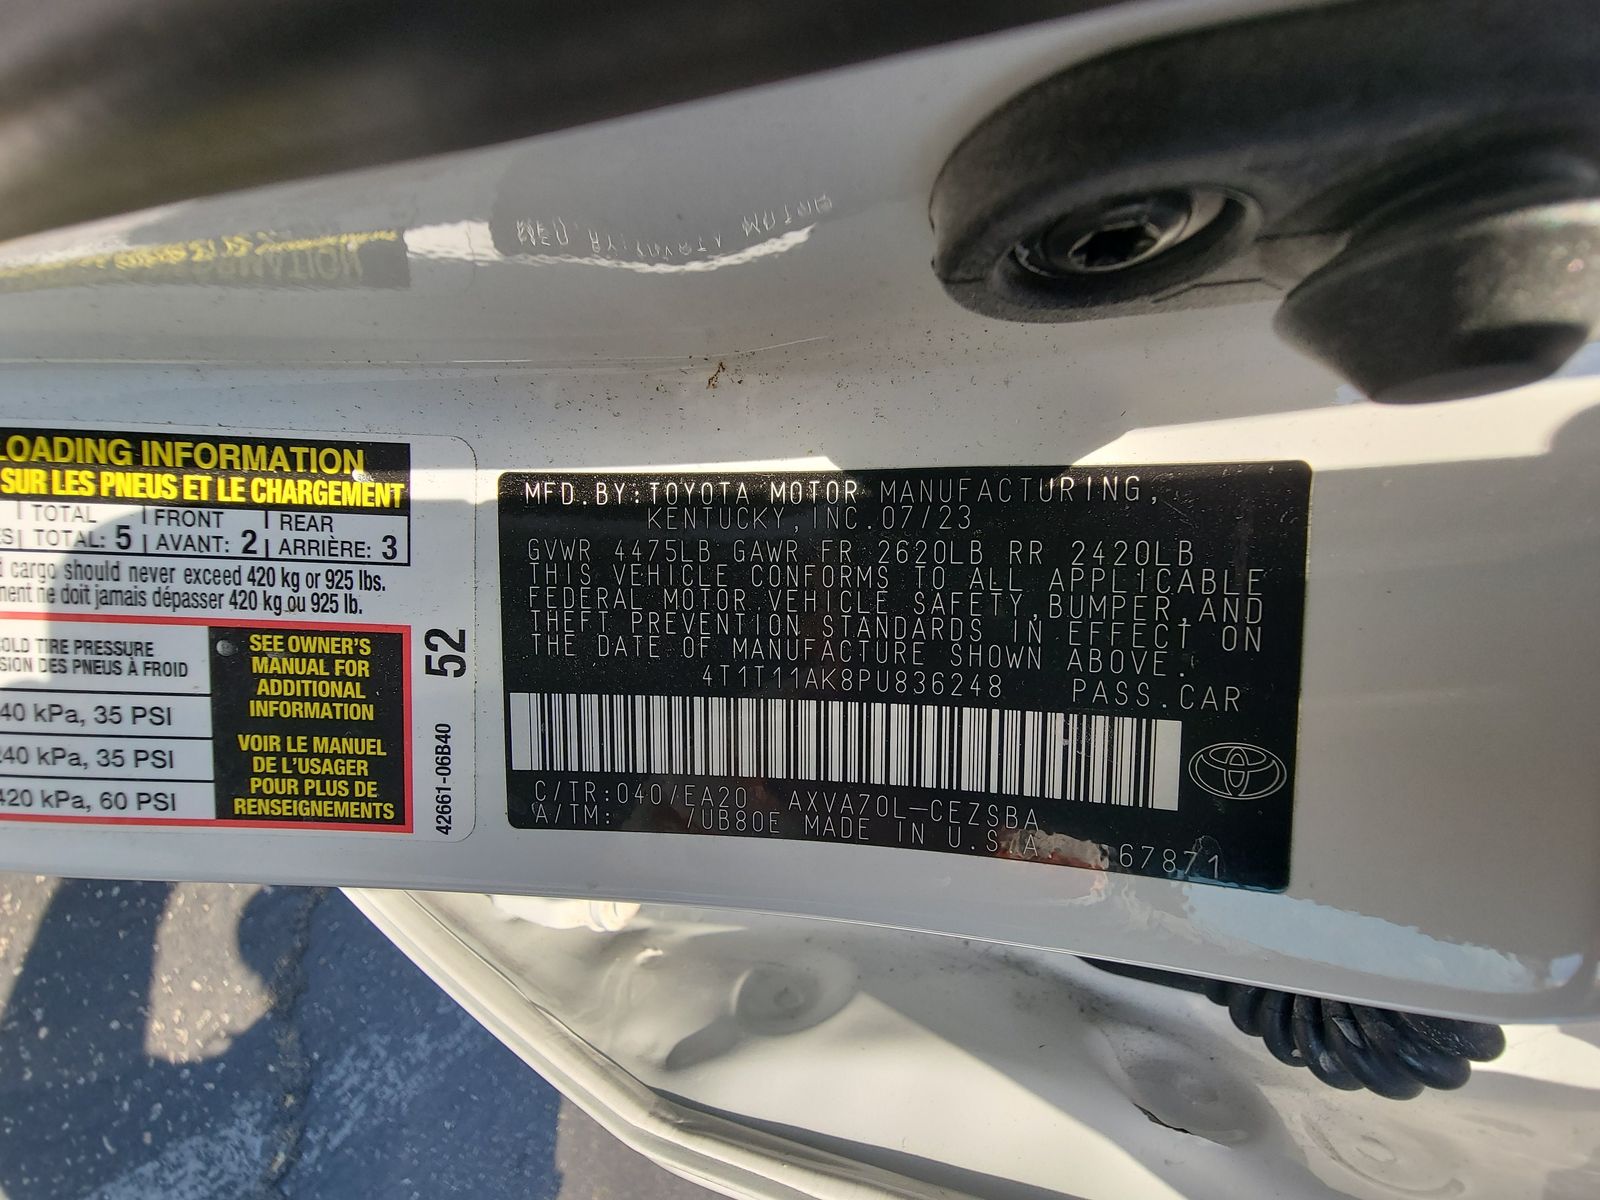 LOADING INFORMATION
SUR LES PNEUS ET LE CHARGEMENT
TOTAL FRONT REAR
TOTAL: 5 AVANT: 2 ARRIÈRE: 3
cargo should never exceed 420 kg or 925 lbs.
ne doit jamais dépasser 420 kg ou 925 lb.
TIRE PRESSURE
DES PNEUS À FROID
40 kPa, 35 PSI
240 kPa, 35 PSI
420 kPa, 60 PSI
SEE OWNER'S
MANUAL FOR
ADDITIONAL
INFORMATION
VOIR LE MANUEL
DE L'USAGER
POUR PLUS DE
RENSEIGNEMENTS
52
42661-06B40
MFD.BY:TOYOTA MOTOR MANUFACTURING,
KENTUCKY,INC.07/23
GVWR 4475LB GAWR FR 2620LB RR 2420LB
THIS VEHICLE CONFORMS TO ALL APPLICABLE
FEDERAL MOTOR VEHICLE SAFETY,BUMPER,AND
THEFT PREVENTION STANDARDS IN EFFECT ON
THE DATE OF MANUFACTURE SHOWN ABOVE.
4T1T11AK8PU836248 PASS.CAR
C/TR:040/EA20 AXVA70L-CEZSBA
A/TM: /UB80E MADE IN U.S.A. 67871